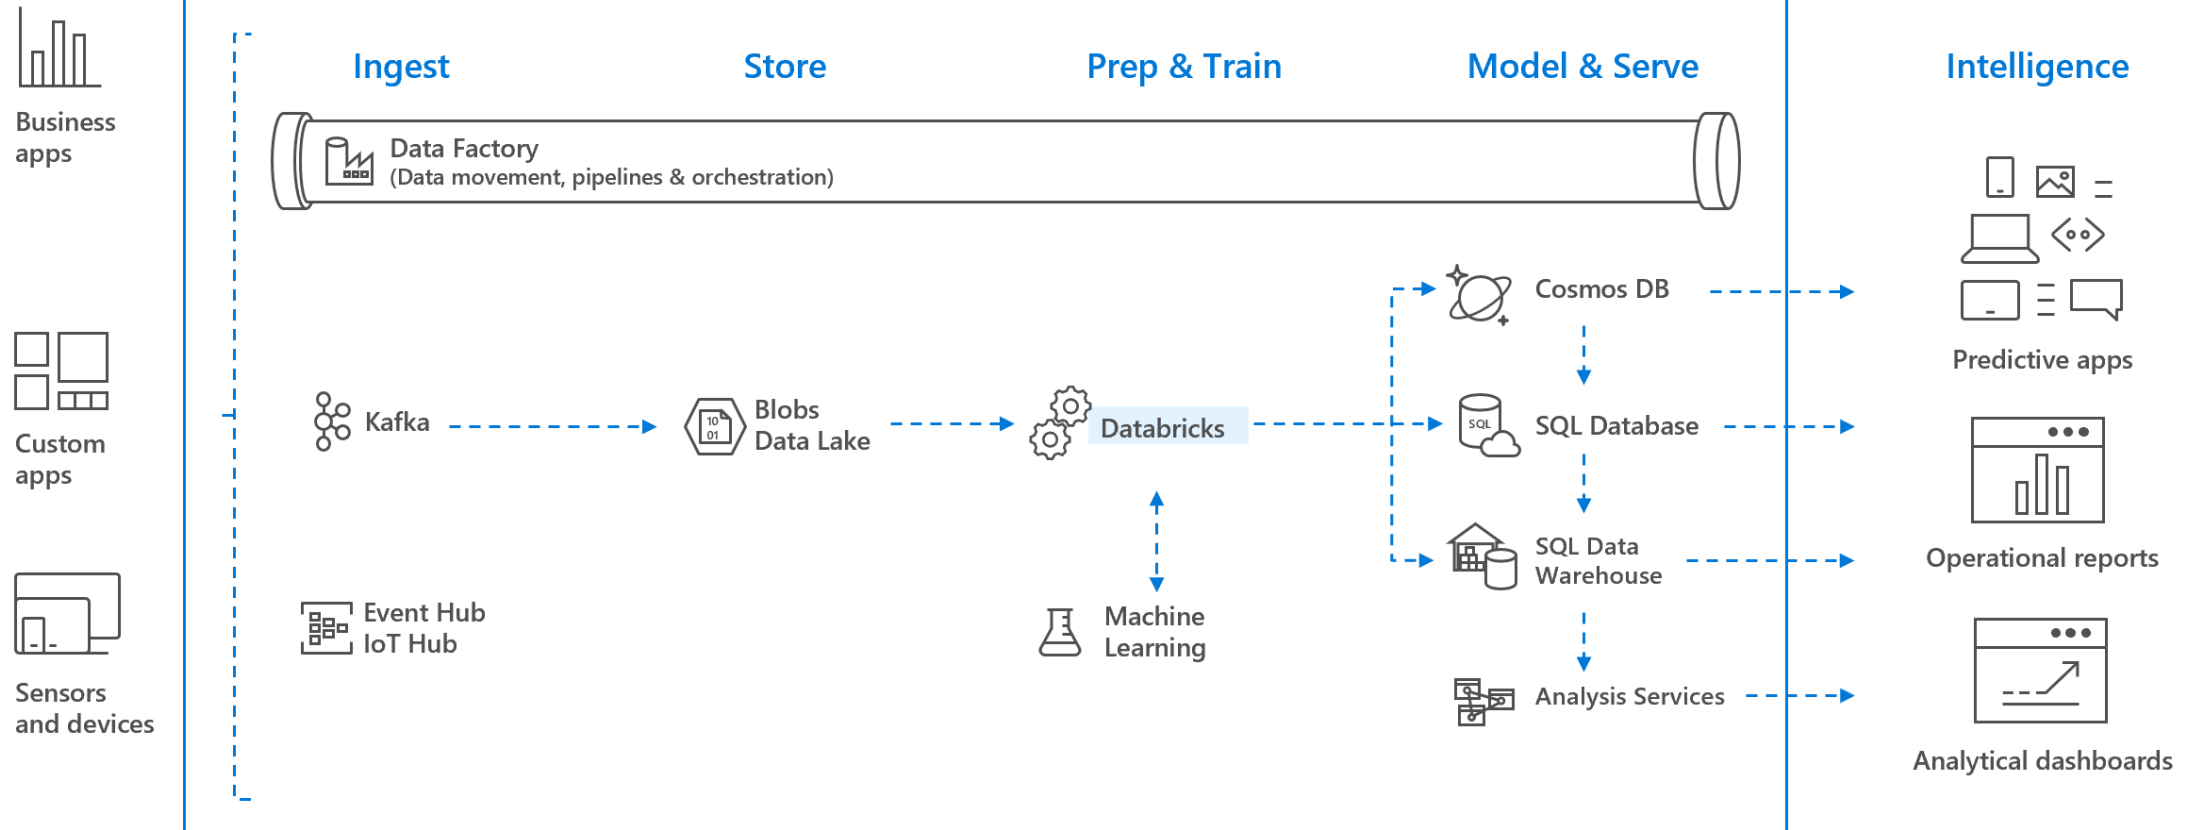 Business
apps
Custom
apps
Sensors
and devices
Ingest
Store
Prep & Train
Model & Serve
Intelligence
Data Factory
(Data movement, pipelines & orchestration)
Kafka
Event Hub
IoT Hub
10
01
Blobs
Data Lake
Databricks
Machine
Learning
Cosmos DB
SQL
SQL Database
SQL Data
Warehouse
Analysis Services
Predictive apps
Operational reports
Analytical dashboards